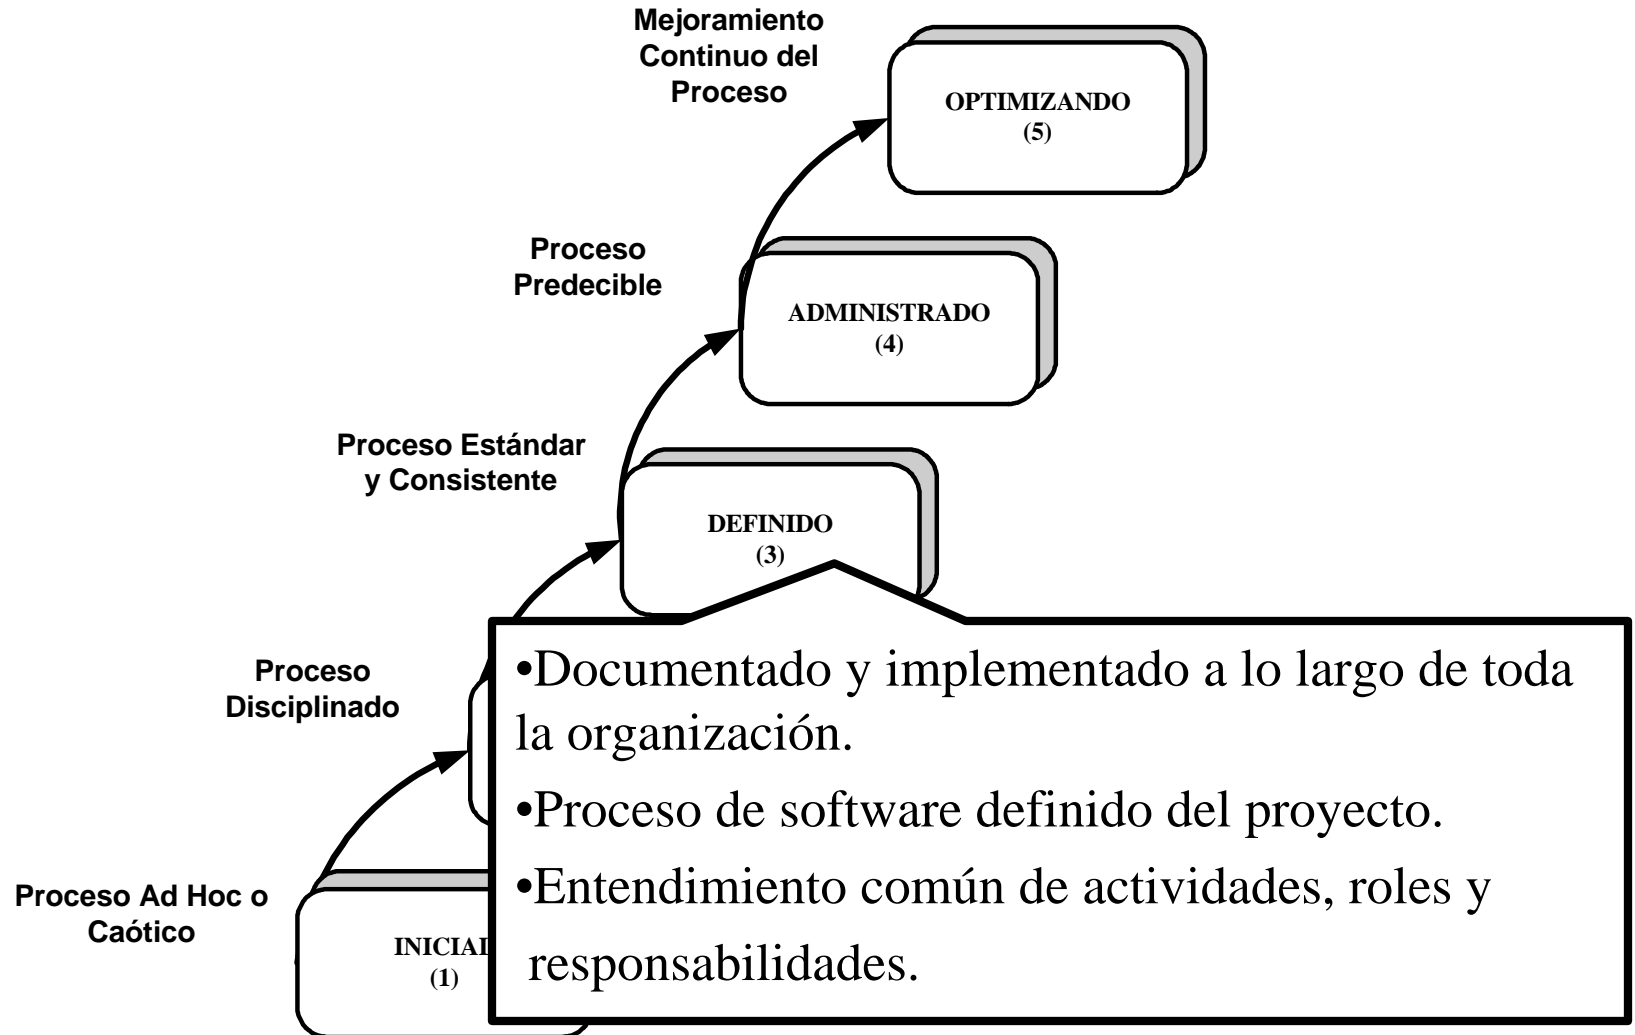 Mejoramiento
Continuo del
Proceso
OPTIMIZANDO
(5)
Proceso
Predecible
ADMINISTRADO
(4)
Proceso Estándar
y Consistente
DEFINIDO
(3)
Proceso
Disciplinado
•Documentado y implementado a lo largo de toda
la organización.
•Proceso de software definido del proyecto.
•Entendimiento común de actividades, roles y
responsabilidades.
Proceso Ad Hoc o
Caótico
INICIAL
(1)